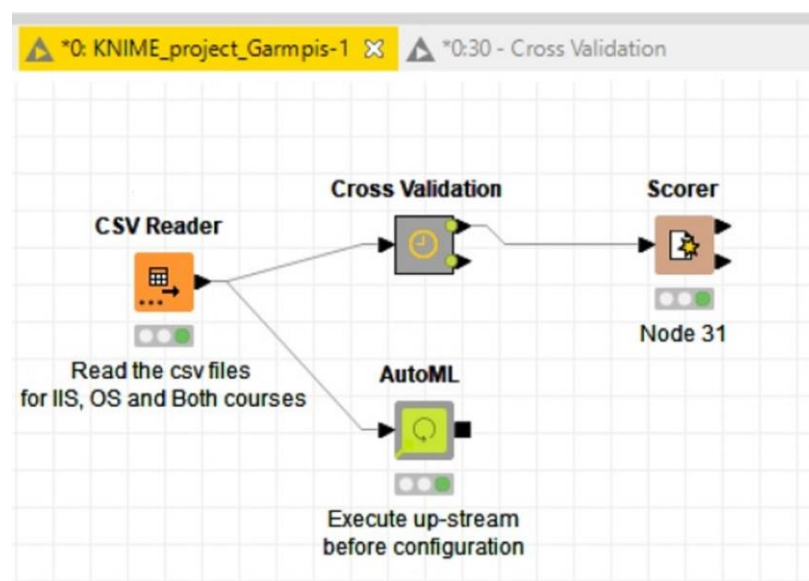 *0: KNIME_project_Garmpis-1
*0:30 - Cross Validation
Cross Validation
Scorer
CSV Reader
Node 31
Read the csv files
for IIS, OS and Both courses
AutoML
Execute up-stream
before configuration